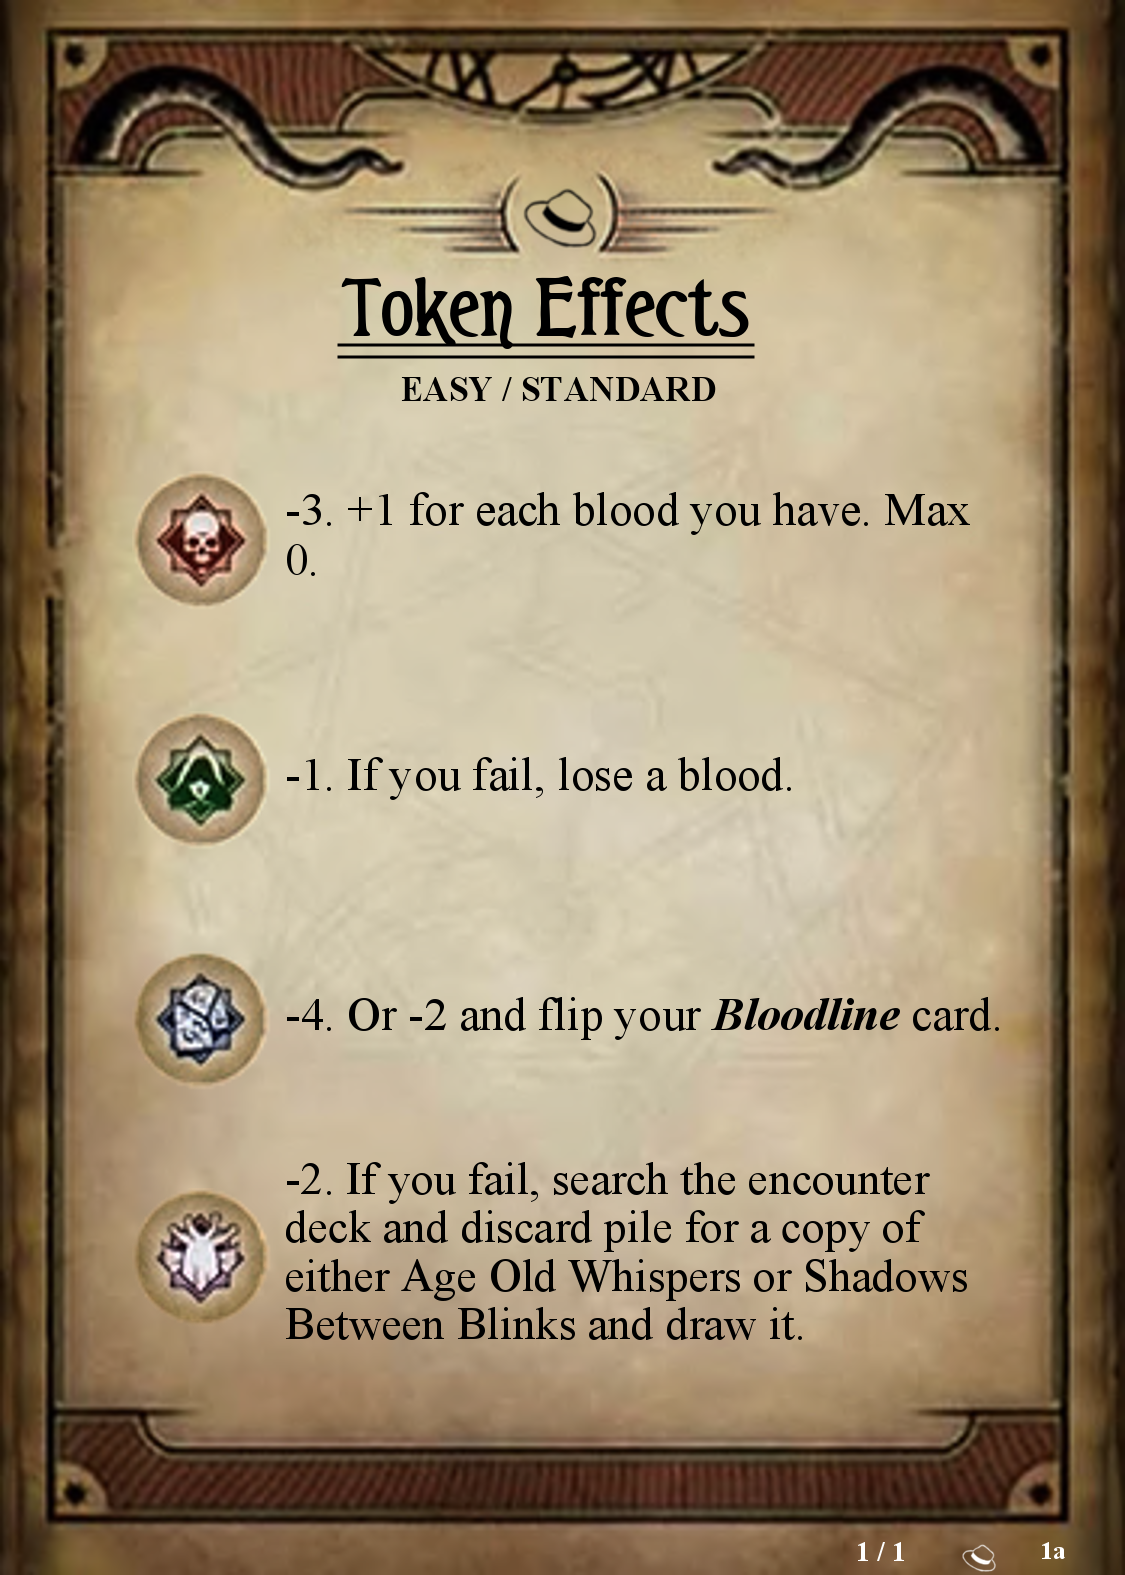 Token Effects
EASY / STANDARD
-3. +1 for each blood you have. Max
0.
-1. If you fail, lose a blood.
-4. Or -2 and flip your Bloodline card.
-2. If you fail, search the encounter
deck and discard pile for a copy of
either Age Old Whispers or Shadows
Between Blinks and draw it.
1 / 1
1a